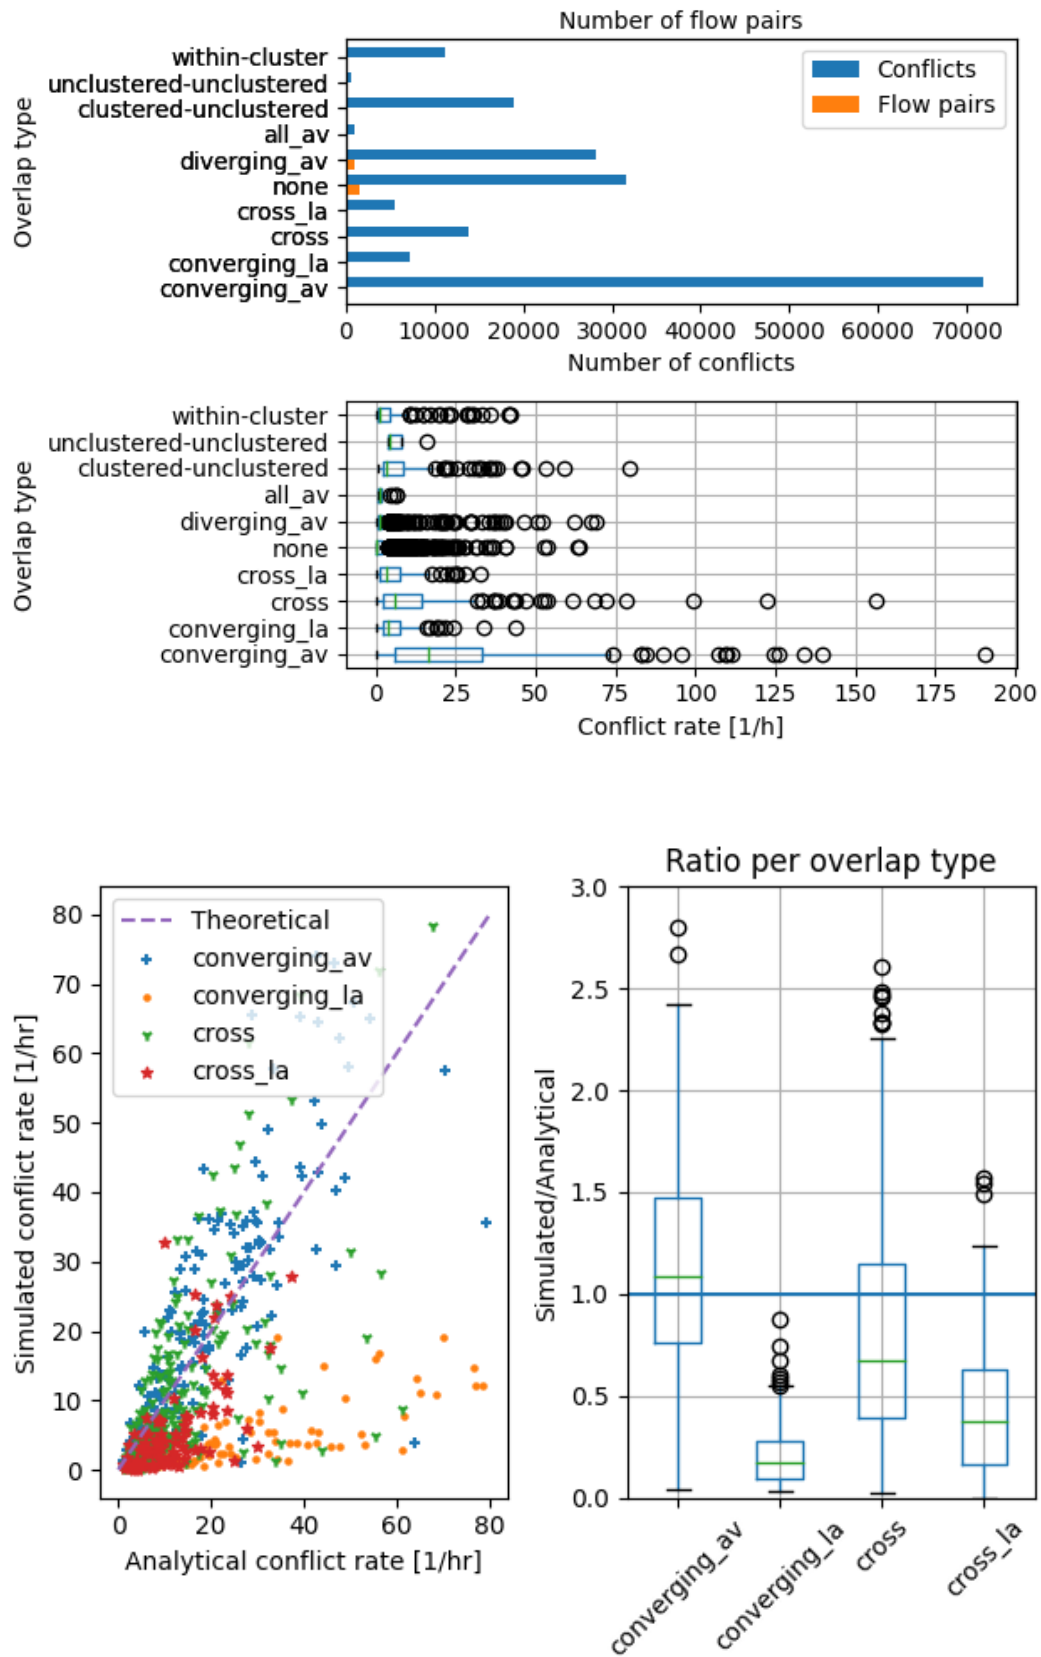 Number of flow pairs
Overlap type
within-cluster
unclustered-unclustered
clustered-unclustered
all_av
diverging_av
none
cross_la
cross
converging_la
converging_av
Conflicts
Flow pairs
0 10000 20000 30000 40000 50000 60000 70000
Number of conflicts
Overlap type
within-cluster
unclustered-unclustered
clustered-unclustered
all_av
diverging_av
none
cross_la
cross
converging_la
converging_av
0 25 50 75 100 125 150 175 200
Conflict rate [1/h]
Simulated conflict rate [1/hr]
80
70
60
50
40
30
20
10
0
Theoretical
converging_av
converging_la
cross
cross_la
0 20 40 60 80
Analytical conflict rate [1/hr]
Ratio per overlap type
Simulated/Analytical
3.0
2.5
2.0
1.5
1.0
0.5
0.0
converging_av
converging_la
cross
cross_la